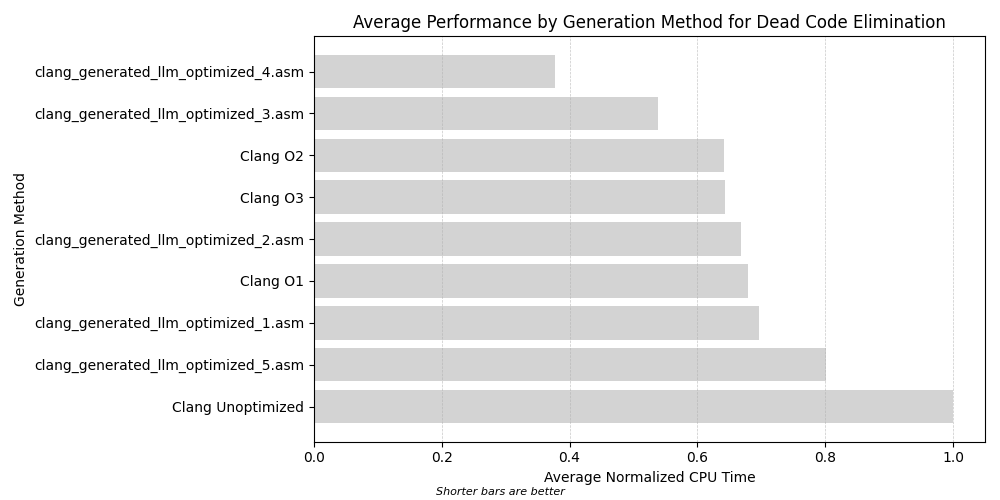 Average Performance by Generation Method for Dead Code Elimination
Generation Method
clang_generated_llm_optimized_4.asm
clang_generated_llm_optimized_3.asm
Clang O2
Clang O3
clang_generated_llm_optimized_2.asm
Clang O1
clang_generated_llm_optimized_1.asm
clang_generated_llm_optimized_5.asm
Clang Unoptimized
0.0 0.2 0.4 0.6 0.8 1.0
Average Normalized CPU Time
Shorter bars are better